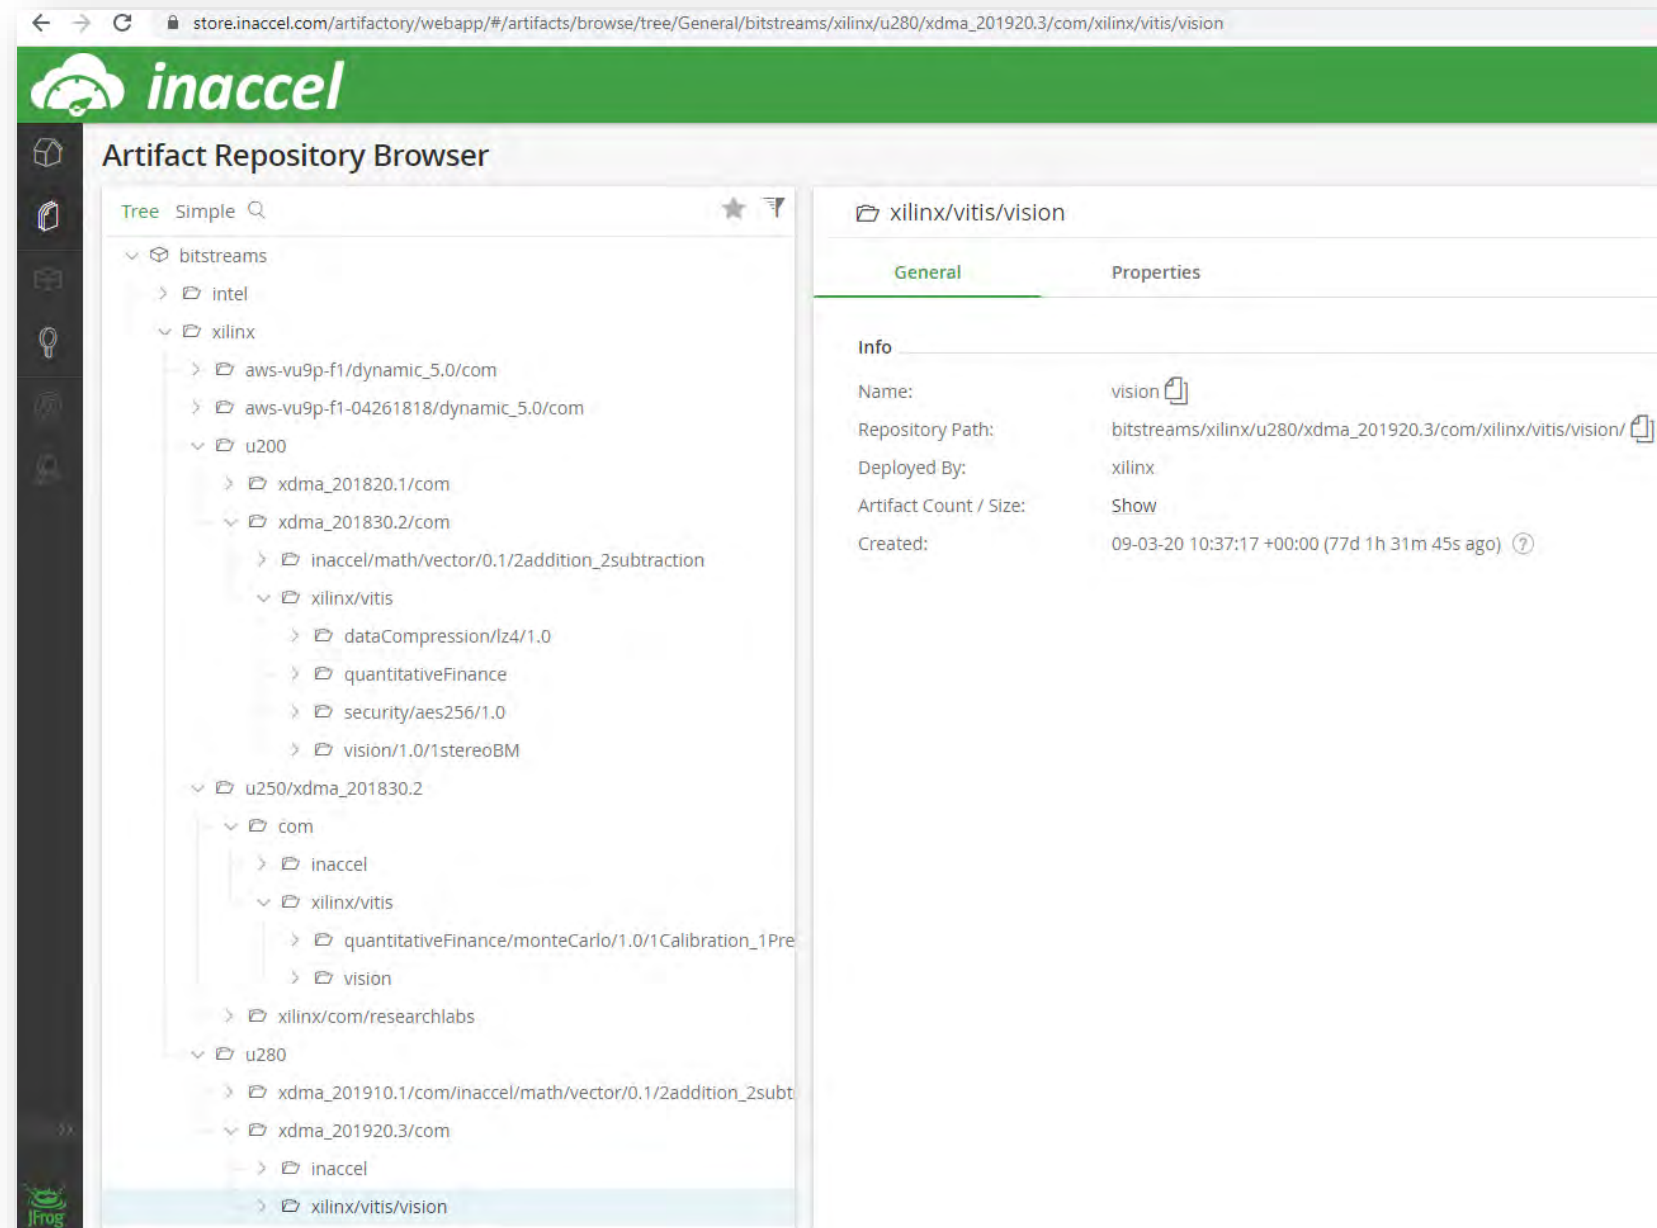 store.inaccel.com/artifactory/webapp/#/artifacts/browse/tree/General/bitstreams/xilinx/u280/xdma_201920.3/com/xilinx/vitis/vision
inaccel
Artifact Repository Browser
Tree Simple
bitstreams
intel
xilinx
aws-vu9p-f1/dynamic_5.0/com
aws-vu9p-f1-04261818/dynamic_5.0/com
u200
xdma_201820.1/com
xdma_201830.2/com
inaccel/math/vector/0.1/2addition_2subtraction
xilinx/vitis
dataCompression/lz4/1.0
quantitativeFinance
security/aes256/1.0
vision/1.0/1stereoBM
u250/xdma_201830.2
com
inaccel
xilinx/vitis
quantitativeFinance/monteCarlo/1.0/1Calibration_1Pre
vision
xilinx/com/researchlabs
u280
xdma_201910.1/com/inaccel/math/vector/0.1/2addition_2subt
xdma_201920.3/com
inaccel
xilinx/vitis/vision
JFrog
xilinx/vitis/vision
General Properties
Info
Name: vision
Repository Path: bitstreams/xilinx/u280/xdma_201920.3/com/xilinx/vitis/vision/
Deployed By: xilinx
Artifact Count / Size: Show
Created: 09-03-20 10:37:17 +00:00 (77d 1h 31m 45s ago)